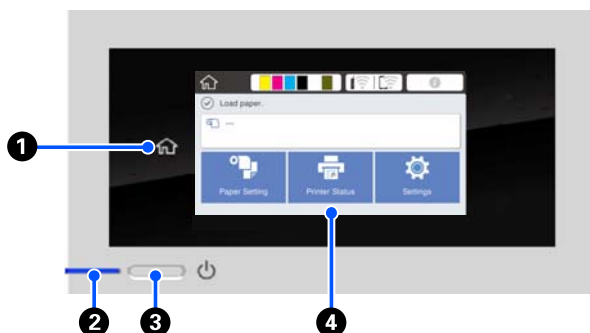 Load paper.
---
Paper Setting
Printer Status
Settings
1
2
3
4